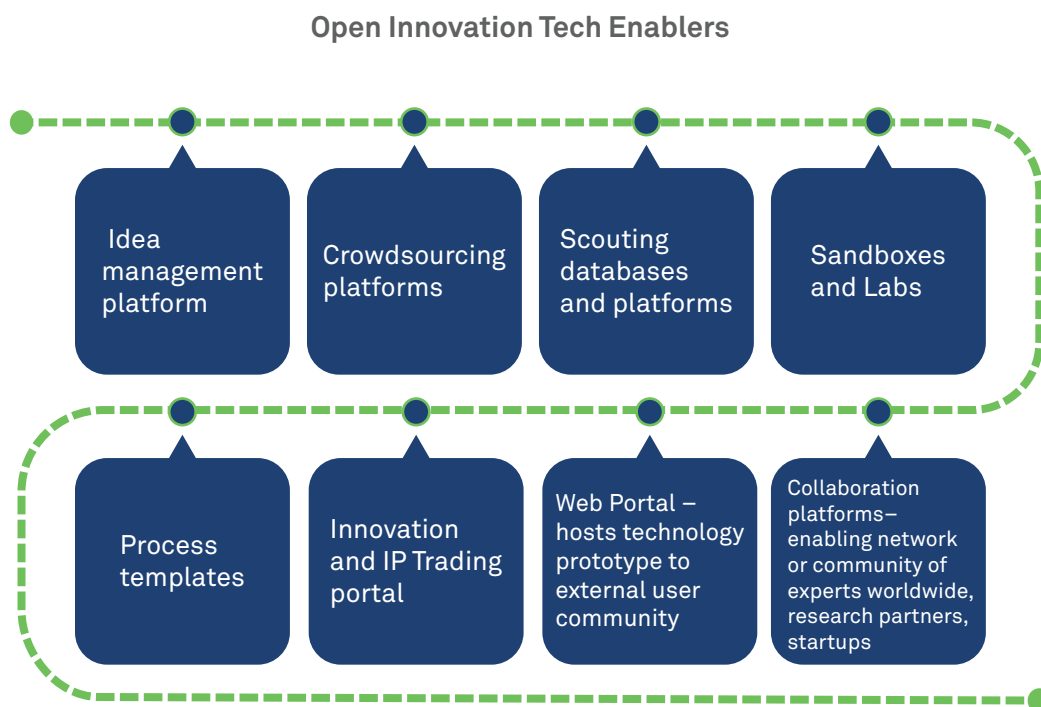 Open Innovation Tech Enablers
Idea
management
platform
Crowdsourcing
platforms
Scouting
databases
and platforms
Sandboxes
and Labs
Process
templates
Innovation
and IP Trading
portal
Web Portal –
hosts technology
prototype to
external user
community
Collaboration
platforms–
enabling network
or community of
experts worldwide,
research partners,
startups